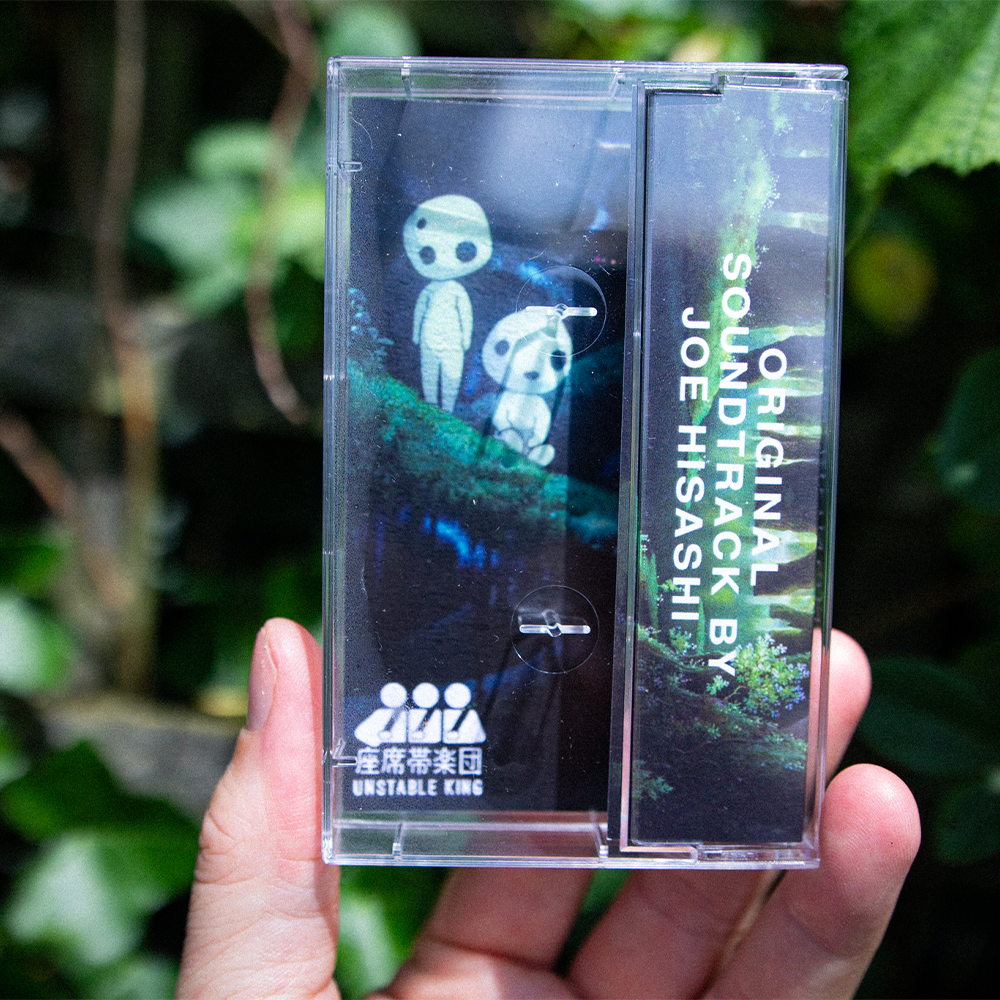 ORIGINAL
SOUNDTRACK BY
JOE HISASHI
座席帯楽団
UNSTABLE KING